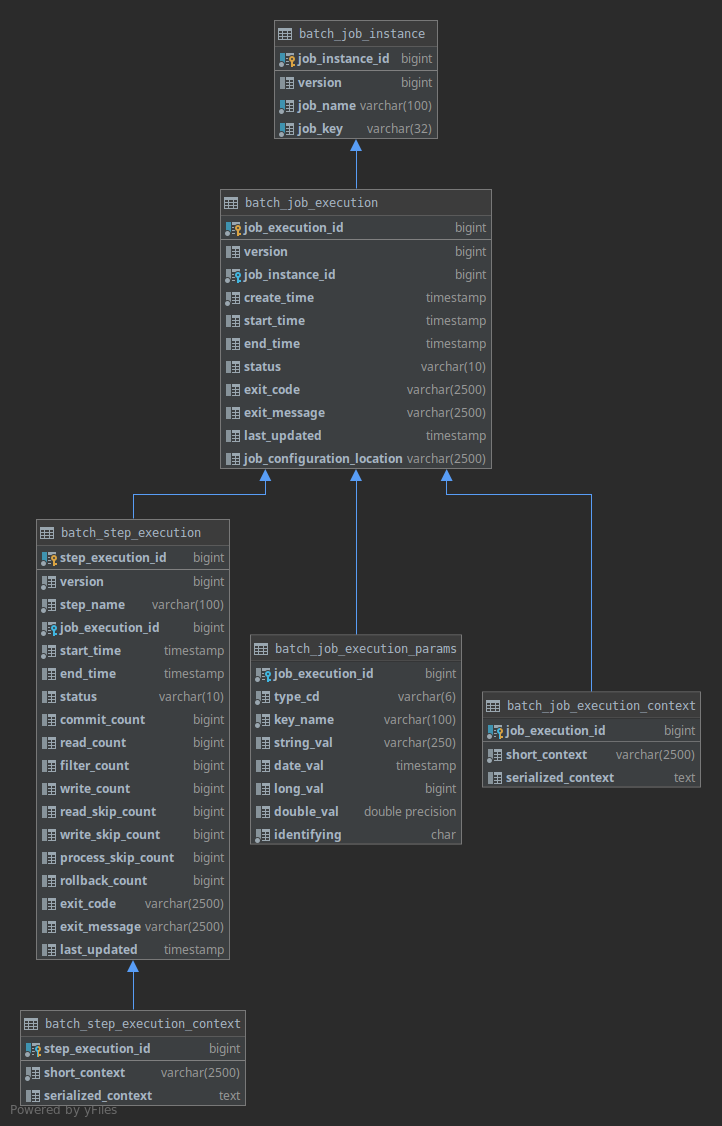 batch_job_instance
job_instance_id bigint
version bigint
job_name varchar(100)
job_key varchar(32)
batch_job_execution
job_execution_id bigint
version bigint
job_instance_id bigint
create_time timestamp
start_time timestamp
end_time timestamp
status varchar(10)
exit_code varchar(2500)
exit_message varchar(2500)
last_updated timestamp
job_configuration_location varchar(2500)
batch_step_execution
step_execution_id bigint
version bigint
step_name varchar(100)
job_execution_id bigint
start_time timestamp
end_time timestamp
status varchar(10)
commit_count bigint
read_count bigint
filter_count bigint
write_count bigint
read_skip_count bigint
write_skip_count bigint
process_skip_count bigint
rollback_count bigint
exit_code varchar(2500)
exit_message varchar(2500)
last_updated timestamp
batch_job_execution_params
job_execution_id bigint
type_cd varchar(6)
key_name varchar(100)
string_val varchar(250)
date_val timestamp
long_val bigint
double_val double precision
identifying char
batch_job_execution_context
job_execution_id bigint
short_context varchar(2500)
serialized_context text
batch_step_execution_context
step_execution_id bigint
short_context varchar(2500)
serialized_context text
Powered by yFiles